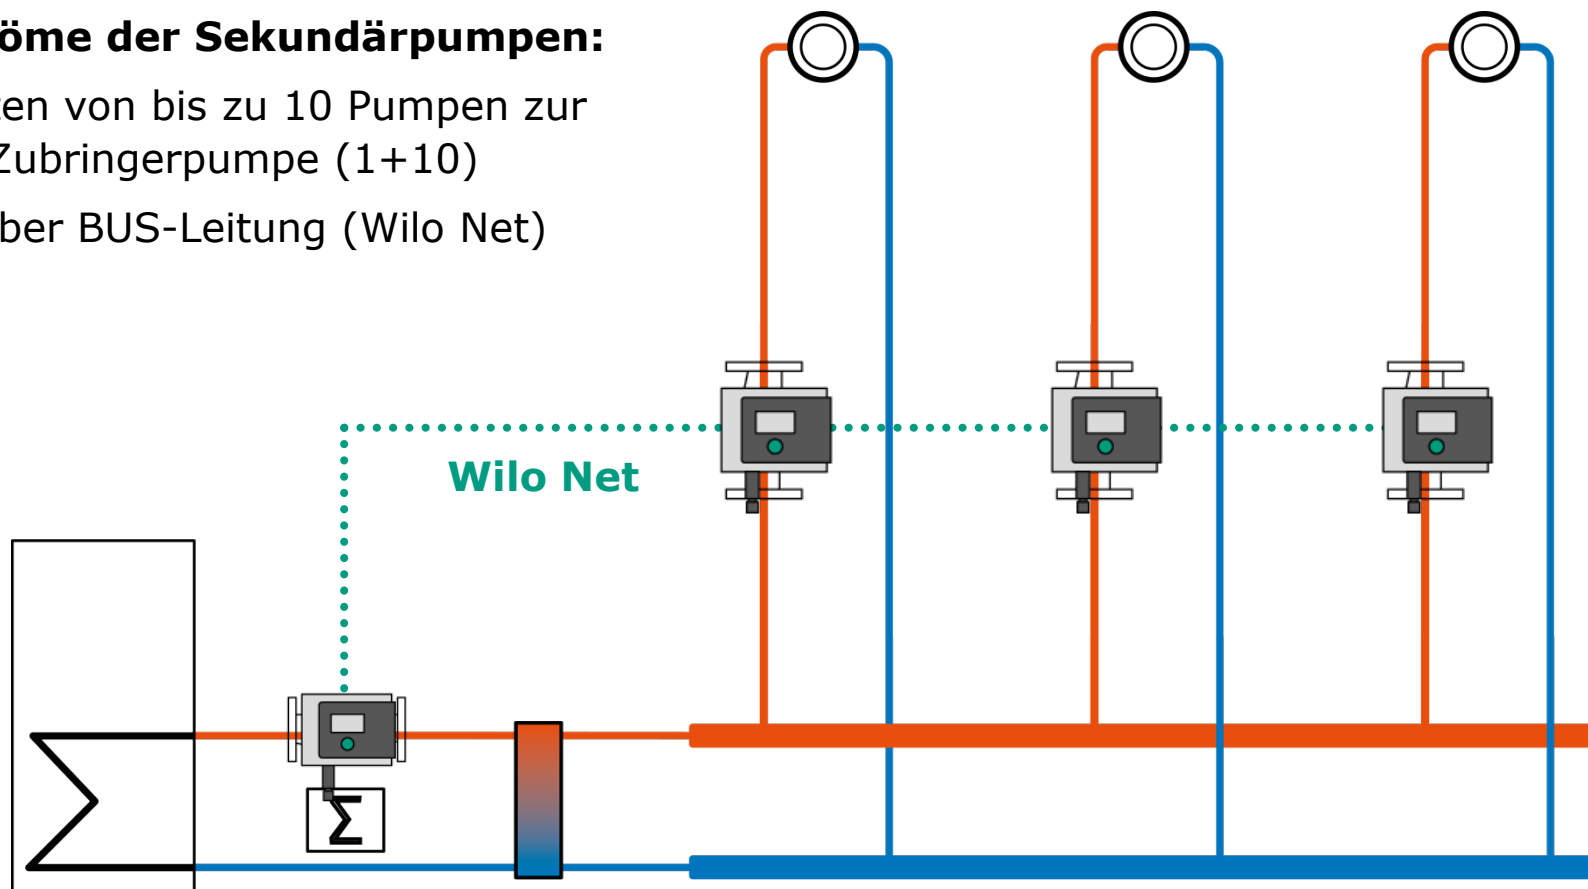 öme der Sekundärpumpen:
ten von bis zu 10 Pumpen zur
Zubringerpumpe (1+10)
ber BUS-Leitung (Wilo Net)
Wilo Net
Σ